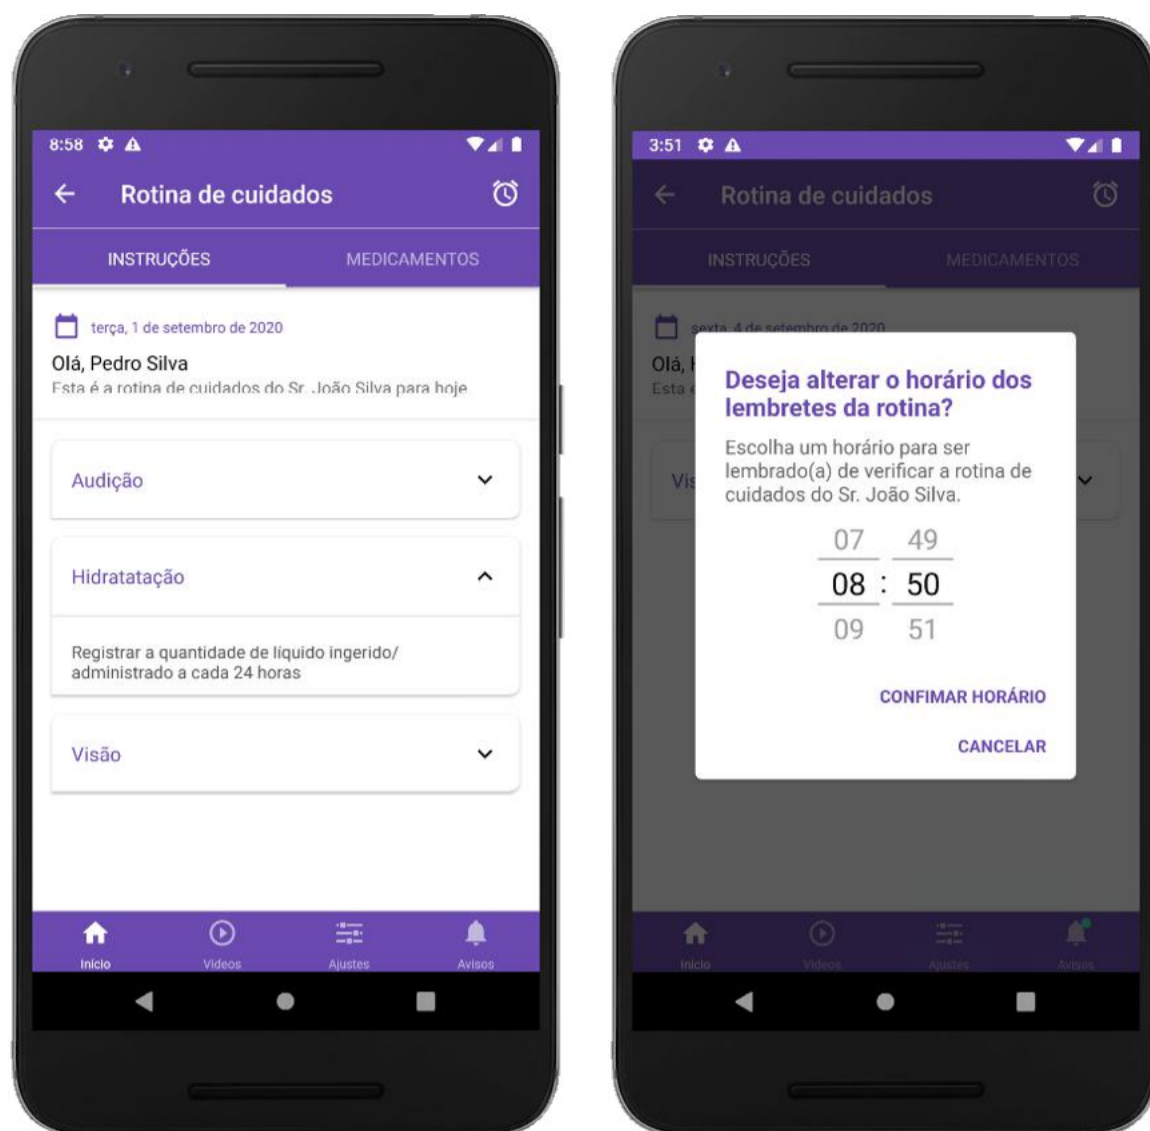 8:58
Rotina de cuidados
INSTRUÇÕES MEDICAMENTOS
terça, 1 de setembro de 2020
Olá, Pedro Silva
Esta é a rotina de cuidados do Sr. João Silva para hoje
Audição
Hidratatação
Registrar a quantidade de líquido ingerido/
administrado a cada 24 horas
Visão
Início Vídeos Ajustes Avisos
3:51
Rotina de cuidados
INSTRUÇÕES MEDICAMENTOS
sexta, 4 de setembro de 2020
Olá,
Esta
Deseja alterar o horário dos
lembretes da rotina?
Escolha um horário para ser
lembrado(a) de verificar a rotina de
cuidados do Sr. João Silva.
07 49
08 : 50
09 51
Vis
CONFIMAR HORÁRIO
CANCELAR
Início Vídeos Ajustes Avisos